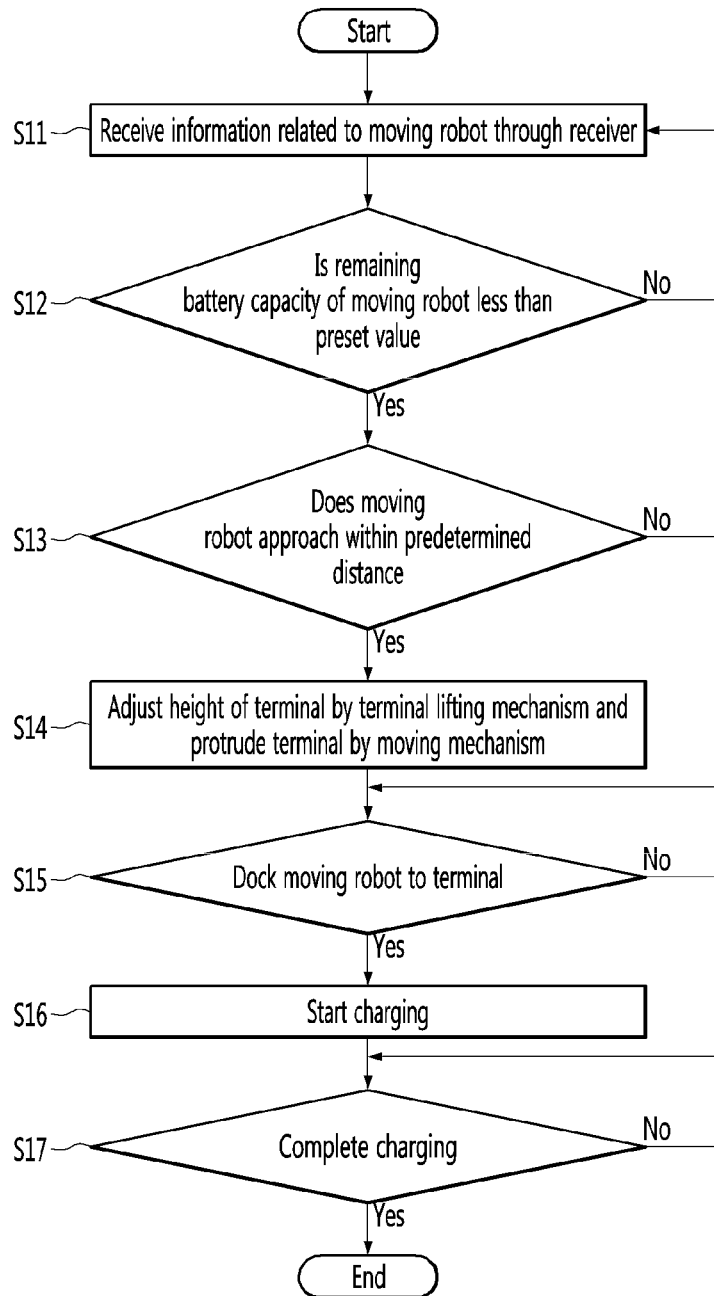 Start
S11
Receive information related to moving robot through receiver
S12
Is remaining
battery capacity of moving robot less than
preset value
No
Yes
S13
Does moving
robot approach within predetermined
distance
No
Yes
S14
Adjust height of terminal by terminal lifting mechanism and
protrude terminal by moving mechanism
S15
Dock moving robot to terminal
No
Yes
S16
Start charging
S17
Complete charging
No
Yes
End